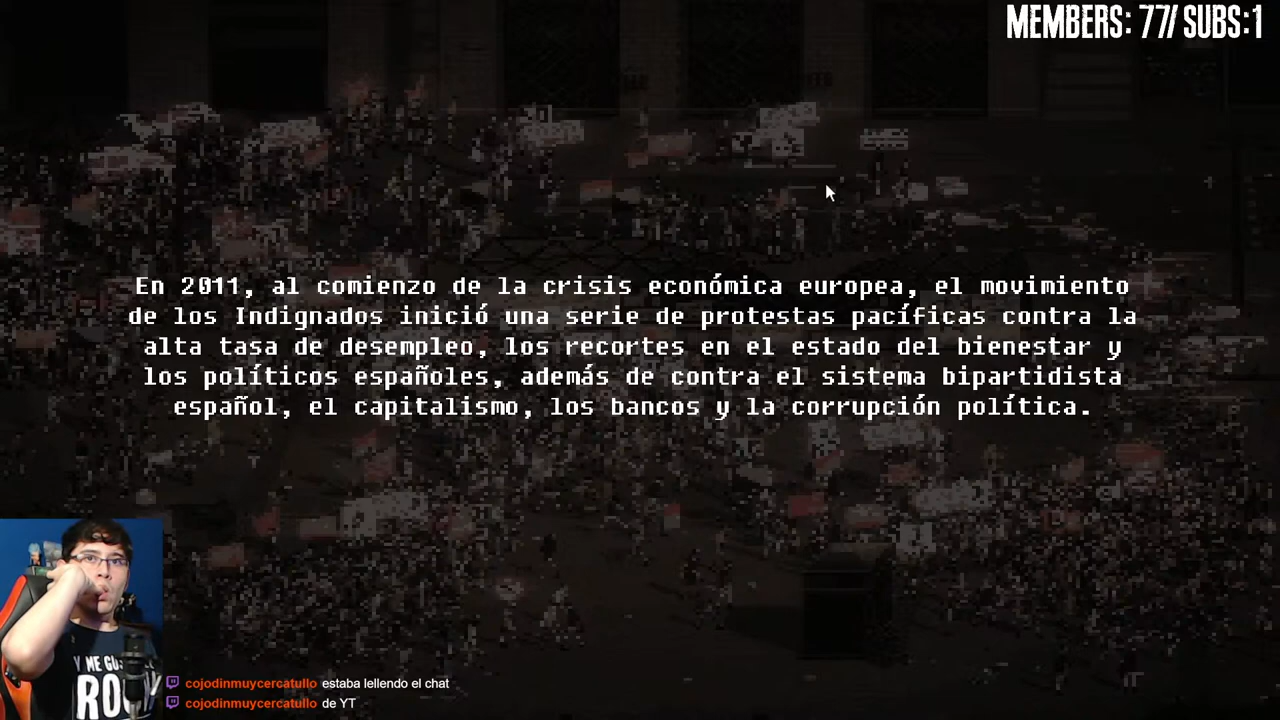 MEMBERS: 77// SUBS:1
En 2011, al comienzo de la crisis económica europea, el movimiento
de los Indignados inició una serie de protestas pacíficas contra la
alta tasa de desempleo, los recortes en el estado del bienestar y
los políticos españoles, además de contra el sistema bipartidista
español, el capitalismo, los bancos y la corrupción política.
Y ME
cojodinmuycercatullo estaba lellendo el chat
cojodinmuycercatullo de YT